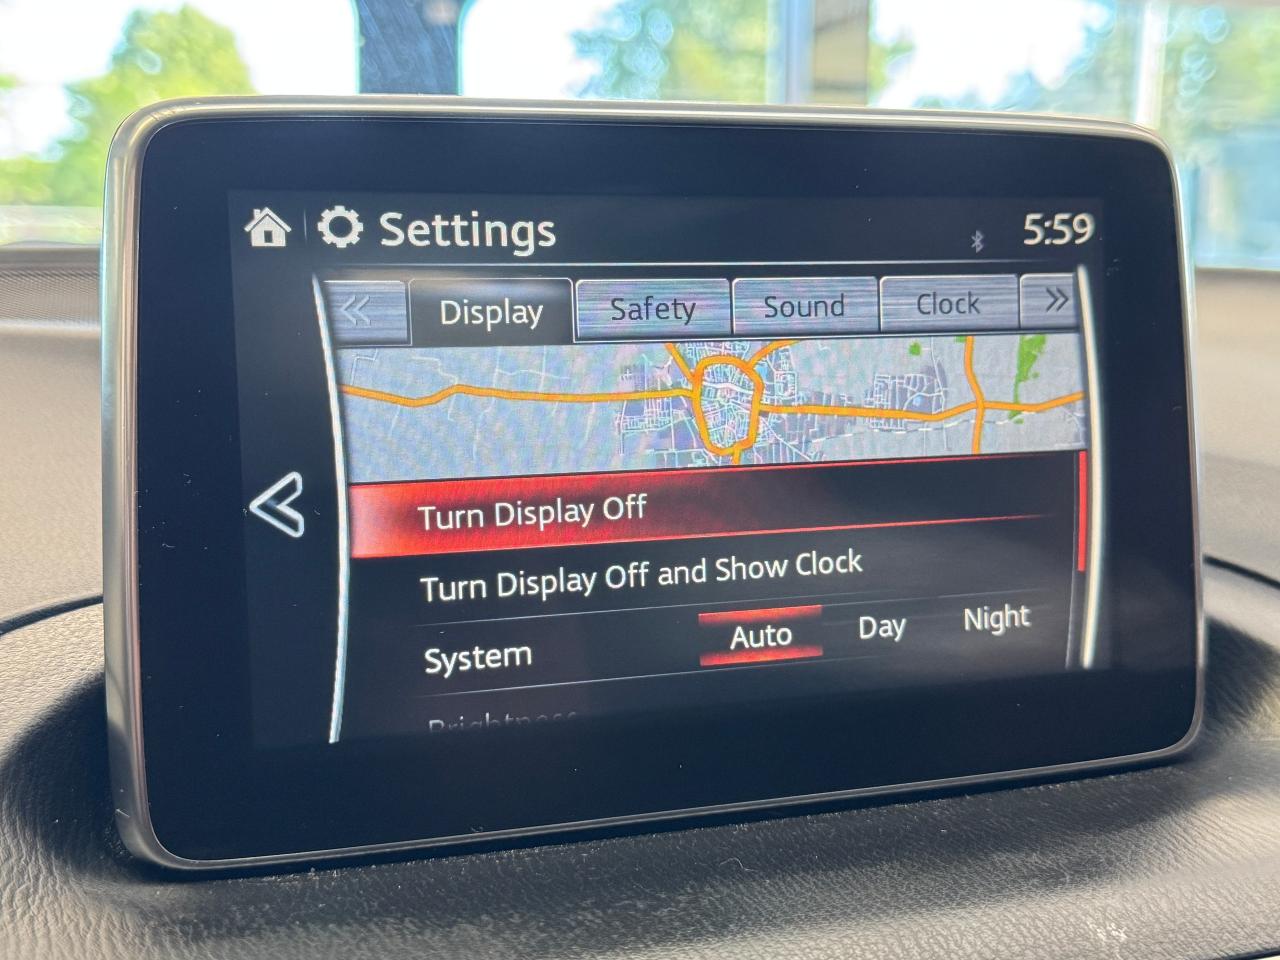 Settings 5:59
Display Safety Sound Clock
Turn Display Off
Turn Display Off and Show Clock
System Auto Day Night
Brightness